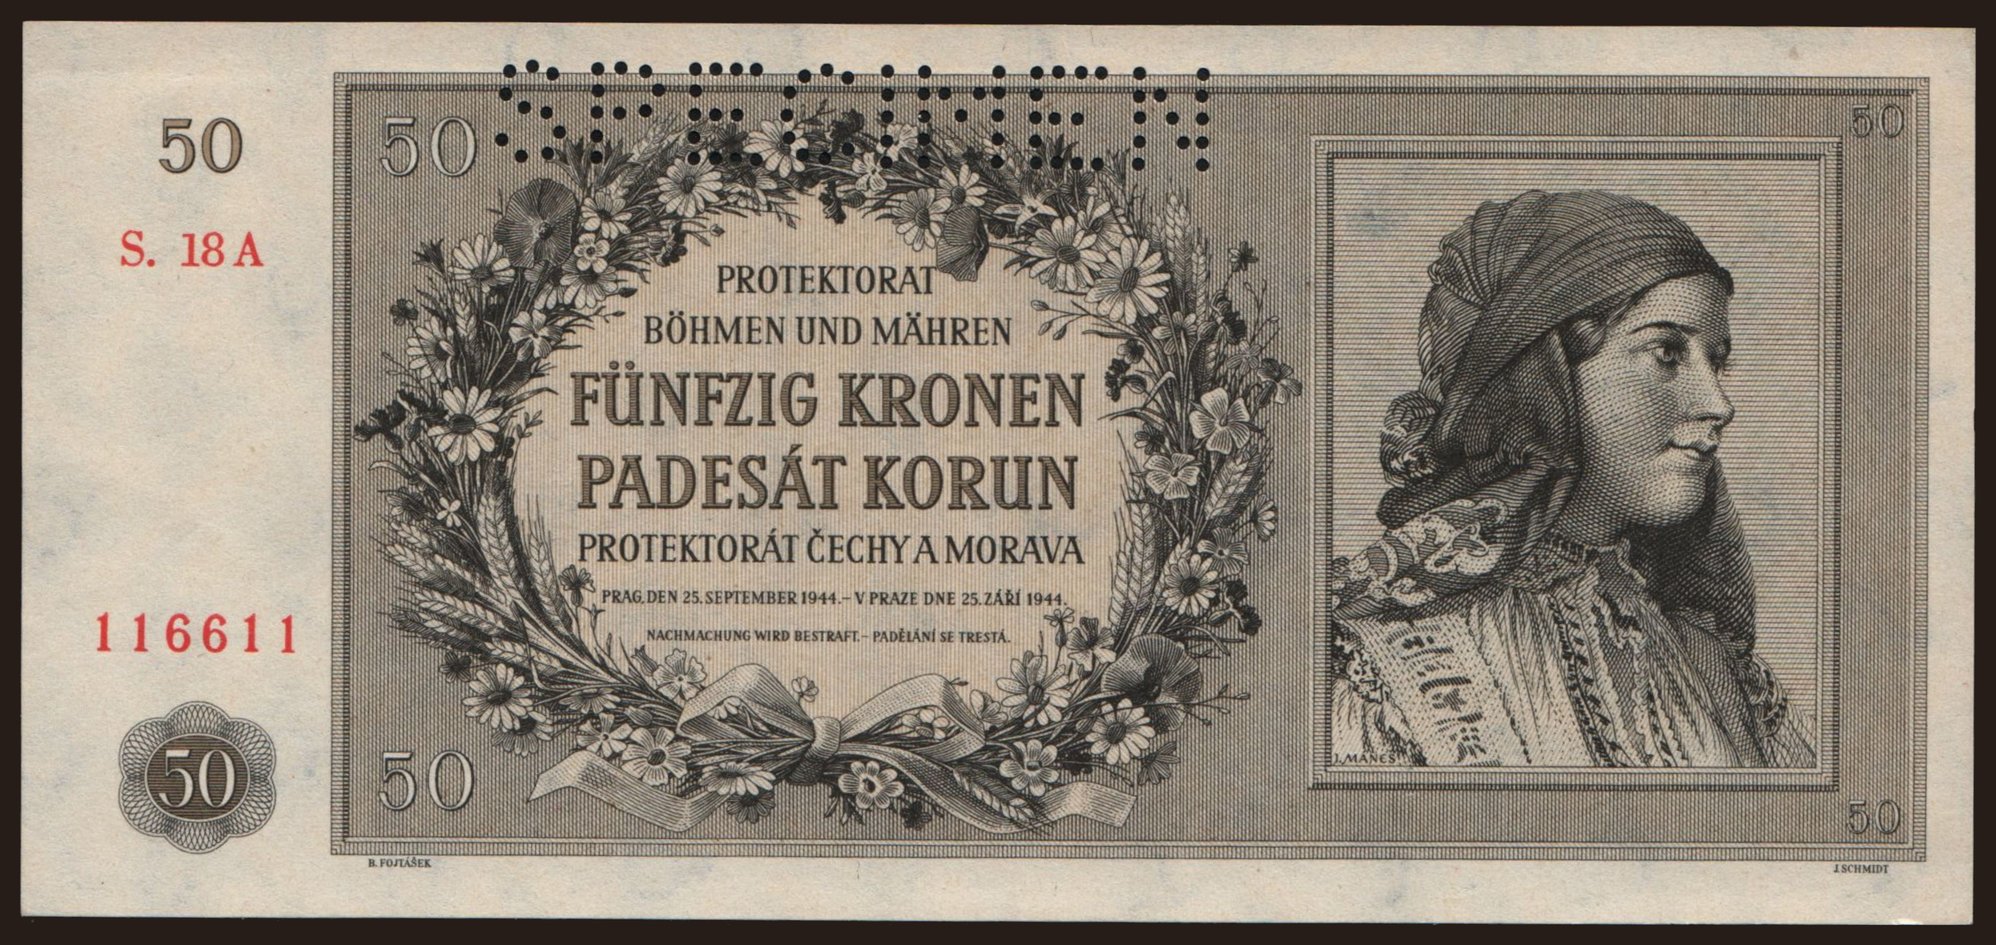 SPECIMEN
50
50
50
S. 18 A
PROTEKTORAT
BÖHMEN UND MÄHREN
FÜNFZIG KRONEN
PADESÁT KORUN
PROTEKTORÁT ČECHY A MORAVA
PRAG, DEN 25. SEPTEMBER 1944.–V PRAZE DNE 25. ZÁŘÍ 1944.
NACHMACHUNG WIRD BESTRAFT.– PADĚLÁNÍ SE TRESTÁ.
116611
50
50
J. MÁNES
50
B. FOJTÁŠEK
J. SCHMIDT